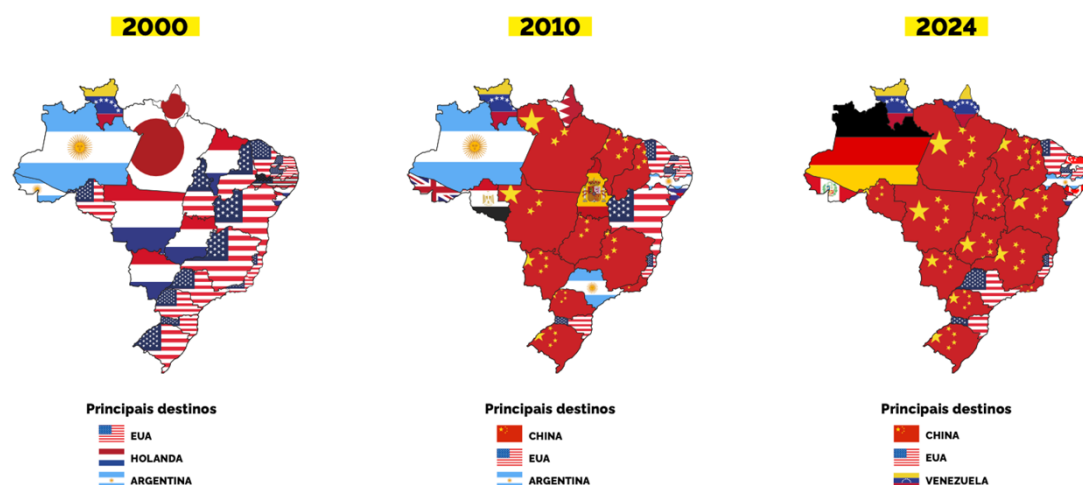 2000
2010
2024
Principais destinos
EUA
HOLANDA
ARGENTINA
Principais destinos
CHINA
EUA
ARGENTINA
Principais destinos
CHINA
EUA
VENEZUELA